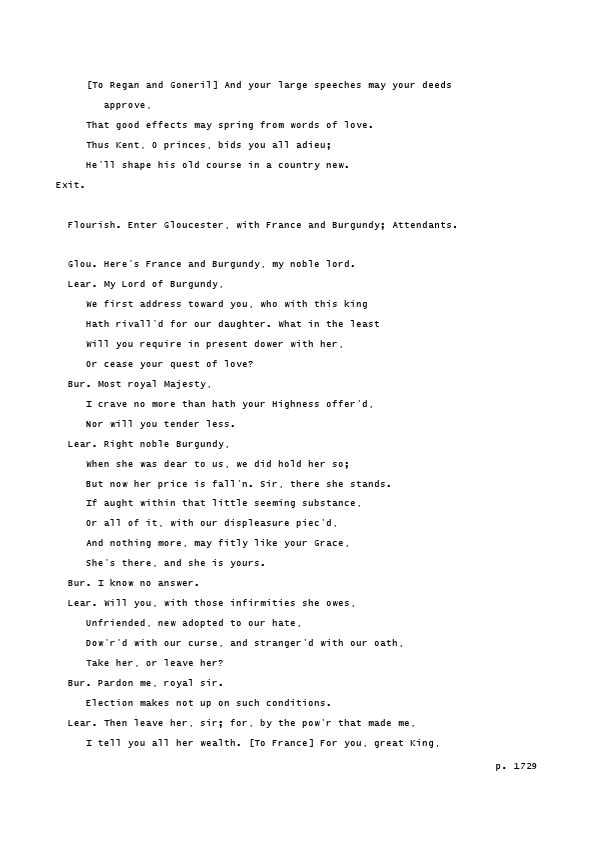 [To Regan and Goneril] And your large speeches may your deeds
approve,
That good effects may spring from words of love.
Thus Kent, O princes, bids you all adieu;
He'll shape his old course in a country new.
Exit.
Flourish. Enter Gloucester, with France and Burgundy; Attendants.
Glou. Here's France and Burgundy, my noble lord.
Lear. My Lord of Burgundy,
We first address toward you, who with this king
Hath rivall'd for our daughter. What in the least
Will you require in present dower with her,
Or cease your quest of love?
Bur. Most royal Majesty,
I crave no more than hath your Highness offer'd,
Nor will you tender less.
Lear. Right noble Burgundy,
When she was dear to us, we did hold her so;
But now her price is fall'n. Sir, there she stands.
If aught within that little seeming substance,
Or all of it, with our displeasure piec'd,
And nothing more, may fitly like your Grace,
She's there, and she is yours.
Bur. I know no answer.
Lear. Will you, with those infirmities she owes,
Unfriended, new adopted to our hate,
Dow'r'd with our curse, and stranger'd with our oath,
Take her, or leave her?
Bur. Pardon me, royal sir.
Election makes not up on such conditions.
Lear. Then leave her, sir; for, by the pow'r that made me,
I tell you all her wealth. [To France] For you, great King,
p. 1729